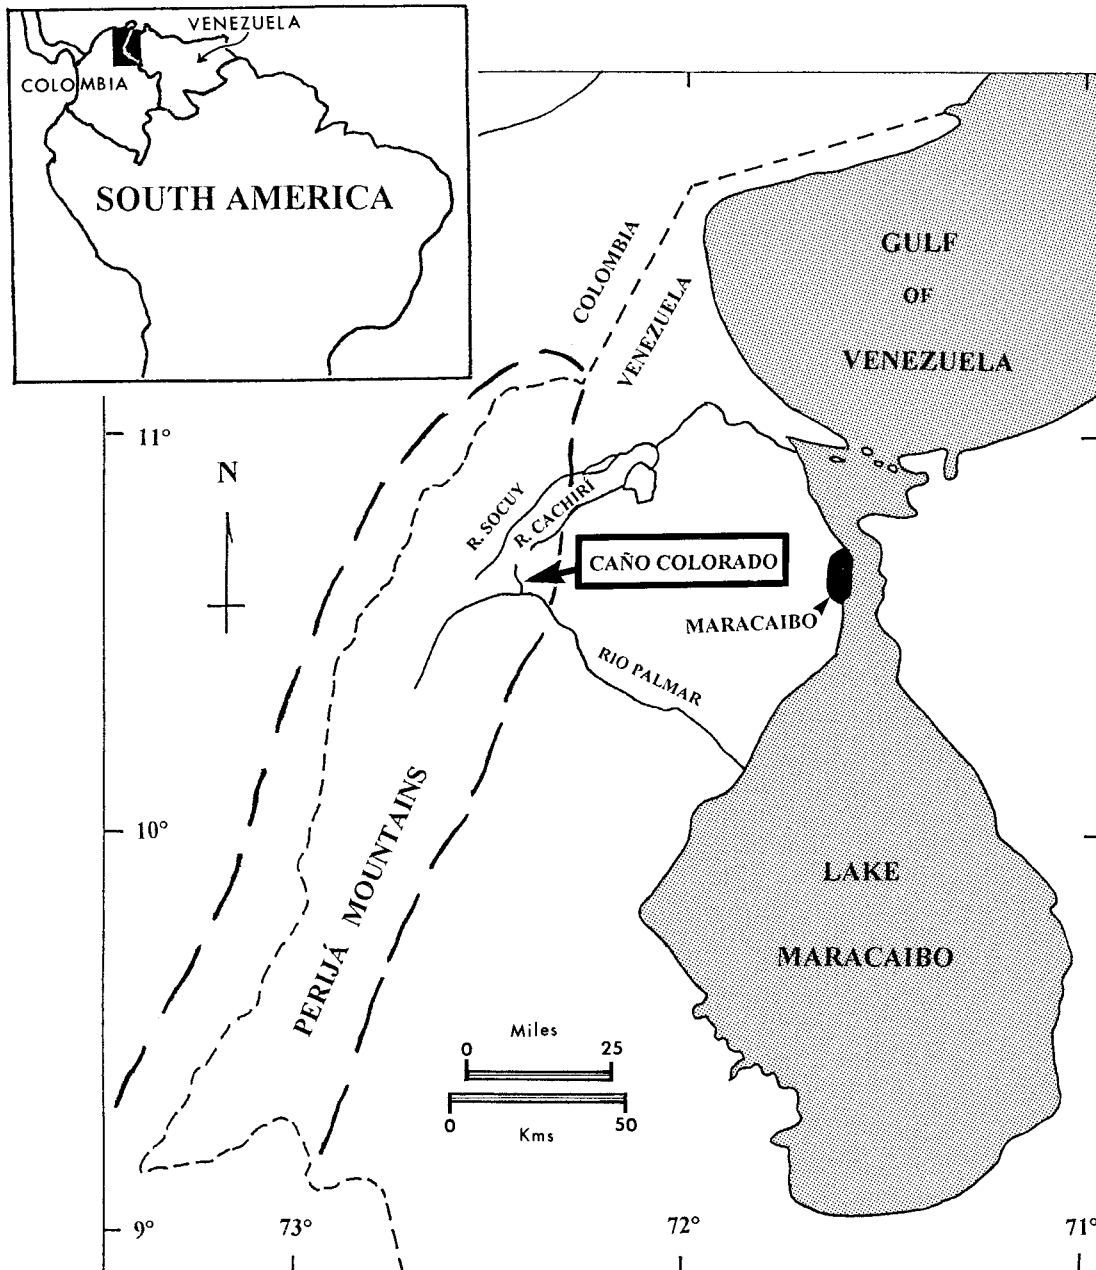 VENEZUELA
COLOMBIA
SOUTH AMERICA
COLOMBIA
VENEZUELA
GULF
OF
VENEZUELA
11°
N
R. SOCUY
R. CACHIRÍ
CAÑO COLORADO
MARACAIBO
RIO PALMAR
PERIJÁ MOUNTAINS
10°
LAKE
MARACAIBO
Miles
0 25
0 50
Kms
9°
73°
72°
71°